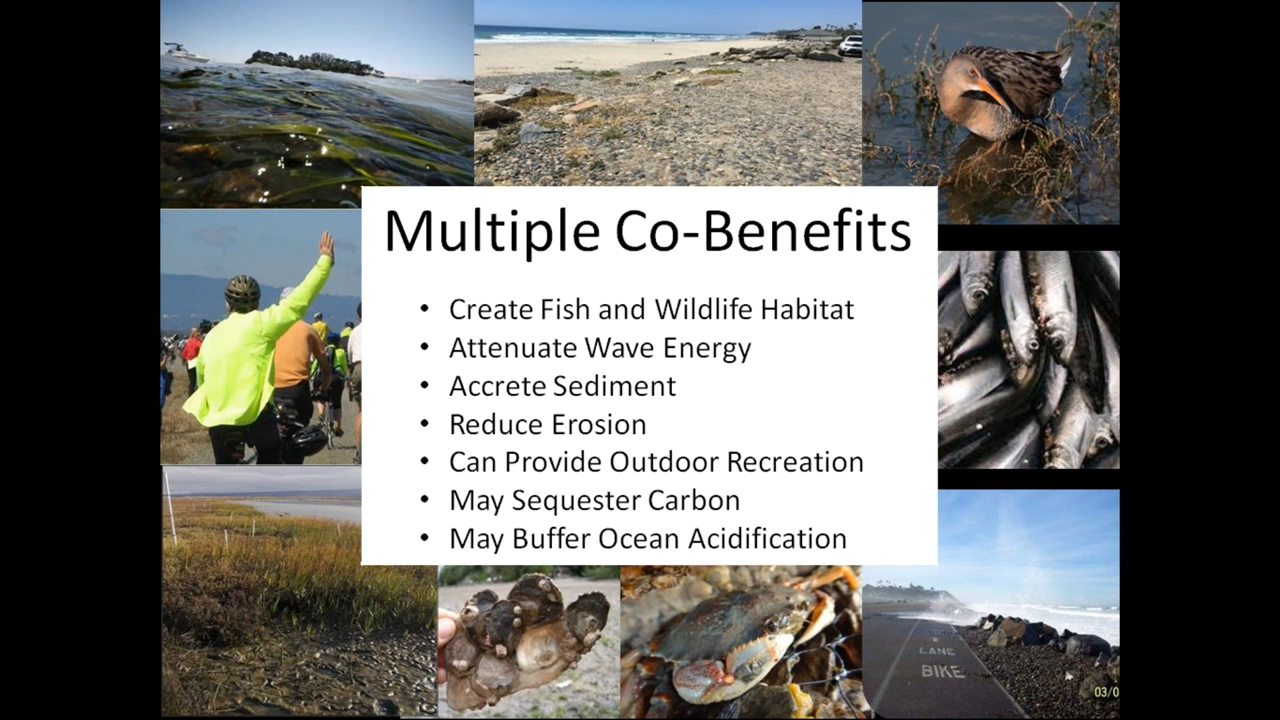 Multiple Co-Benefits
• Create Fish and Wildlife Habitat
• Attenuate Wave Energy
• Accrete Sediment
• Reduce Erosion
• Can Provide Outdoor Recreation
• May Sequester Carbon
• May Buffer Ocean Acidification
LANE
BIKE
03/0